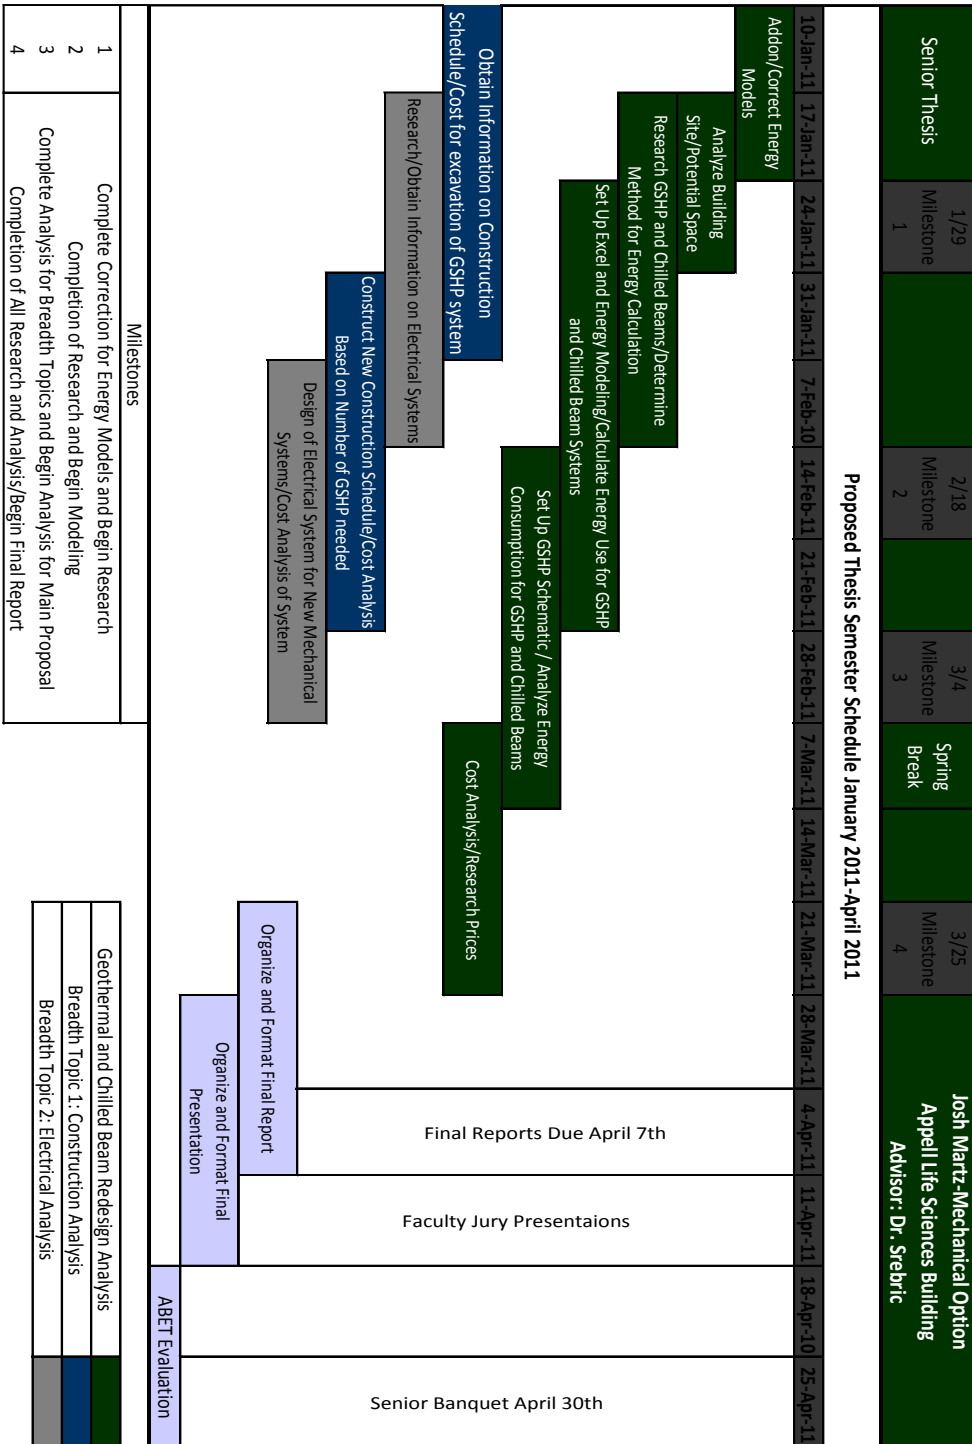 Senior Thesis
1/29
Milestone
1
2/18
Milestone
2
3/4
Milestone
3
Spring
Break
3/25
Milestone
4
Josh Martz-Mechanical Option
Appell Life Sciences Building
Advisor: Dr. Srebric
Proposed Thesis Semester Schedule January 2011-April 2011
10-Jan-11
17-Jan-11
24-Jan-11
31-Jan-11
7-Feb-10
14-Feb-11
21-Feb-11
28-Feb-11
7-Mar-11
14-Mar-11
21-Mar-11
28-Mar-11
4-Apr-11
11-Apr-11
18-Apr-10
25-Apr-11
Addon/Correct Energy
Models
Analyze Building
Site/Potential Space
Research GSHP and Chilled Beams/Determine
Method for Energy Calculation
Set Up Excel and Energy Modeling/Calculate Energy Use for GSHP
and Chilled Beam Systems
Set Up GSHP Schematic / Analyze Energy
Consumption for GSHP and Chilled Beams
Obtain Information on Construction
Schedule/Cost for excavation of GSHP system
Cost Analysis/Research Prices
Research/Obtain Information on Electrical Systems
Construct New Construction Schedule/Cost Analysis
Based on Number of GSHP needed
Design of Electrical System for New Mechanical
Systems/Cost Analysis of System
Organize and Format Final Report
Organize and Format Final
Presentation
ABET Evaluation
Final Reports Due April 7th
Faculty Jury Presentaions
Senior Banquet April 30th
Milestones
1 Complete Correction for Energy Models and Begin Research
2 Completion of Research and Begin Modeling
3 Complete Analysis for Breadth Topics and Begin Analysis for Main Proposal
4 Completion of All Research and Analysis/Begin Final Report
Geothermal and Chilled Beam Redesign Analysis
Breadth Topic 1: Construction Analysis
Breadth Topic 2: Electrical Analysis